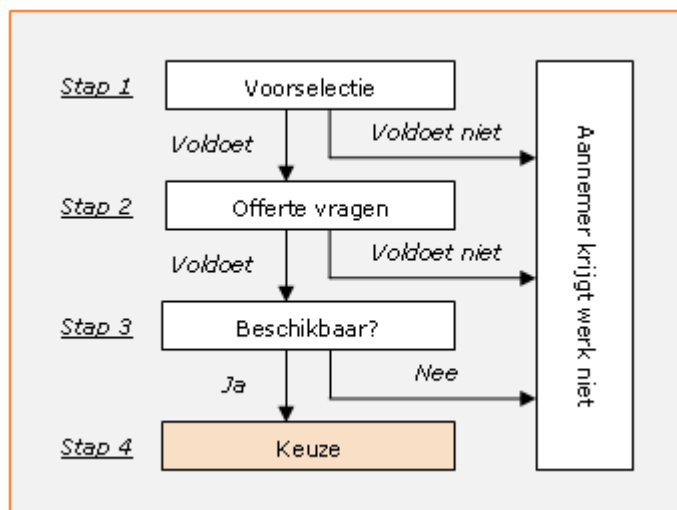 Stap 1
Voorselectie
Voldoet
Voldoet niet
Stap 2
Offerte vragen
Voldoet
Voldoet niet
Stap 3
Beschikbaar?
Ja
Nee
Stap 4
Keuze
Aannemer krijgt werk niet